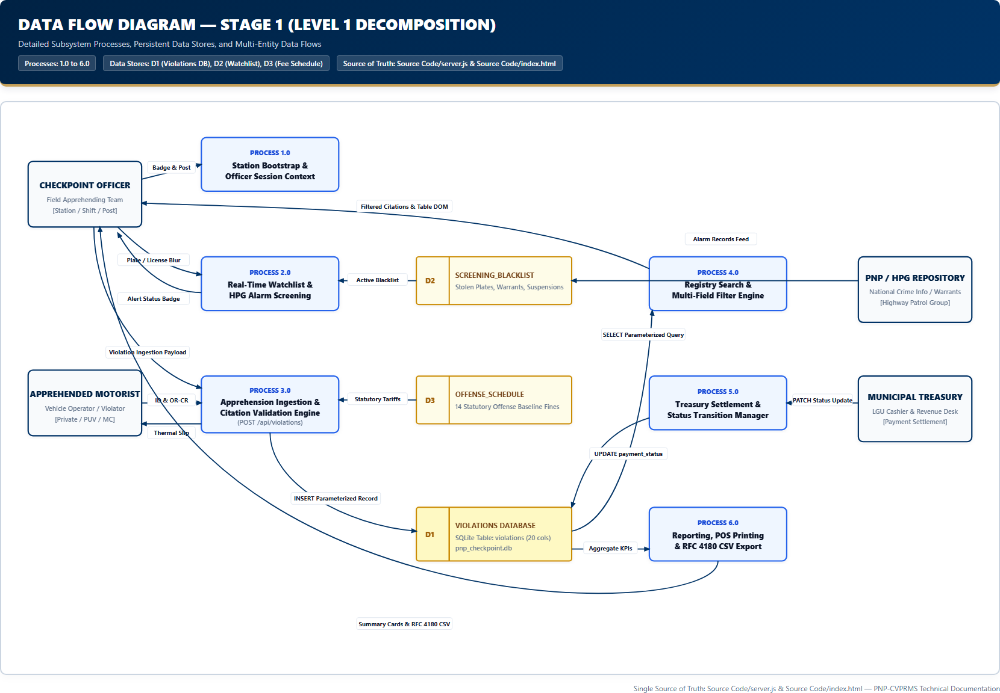 DATA FLOW DIAGRAM — STAGE 1 (LEVEL 1 DECOMPOSITION)
Detailed Subsystem Processes, Persistent Data Stores, and Multi-Entity Data Flows
Processes: 1.0 to 6.0
Data Stores: D1 (Violations DB), D2 (Watchlist), D3 (Fee Schedule)
Source of Truth: Source Code/server.js & Source Code/index.html
PROCESS 1.0
Station Bootstrap &
Officer Session Context
Badge & Post
CHECKPOINT OFFICER
Field Apprehending Team
[Station / Shift / Post]
Filtered Citations & Table DOM
Alarm Records Feed
Plate / License Blur
Alert Status Badge
PROCESS 2.0
Real-Time Watchlist &
HPG Alarm Screening
Active Blacklist
D2
SCREENING_BLACKLIST
Stolen Plates, Warrants, Suspensions
PROCESS 4.0
Registry Search &
Multi-Field Filter Engine
PNP / HPG REPOSITORY
National Crime Info / Warrants
[Highway Patrol Group]
SELECT Parameterized Query
Violation Ingestion Payload
APPREHENDED MOTORIST
Vehicle Operator / Violator
[Private / PUV / MC]
ID & OR-CR
Thermal Slip
PROCESS 3.0
Apprehension Ingestion &
Citation Validation Engine
(POST /api/violations)
Statutory Tariffs
D3
OFFENSE_SCHEDULE
14 Statutory Offense Baseline Fines
PROCESS 5.0
Treasury Settlement &
Status Transition Manager
PATCH Status Update
MUNICIPAL TREASURY
LGU Cashier & Revenue Desk
[Payment Settlement]
UPDATE payment_status
INSERT Parameterized Record
D1
VIOLATIONS DATABASE
SQLite Table: violations (20 cols)
pnp_checkpoint.db
Aggregate KPIs
PROCESS 6.0
Reporting, POS Printing
& RFC 4180 CSV Export
Summary Cards & RFC 4180 CSV
Single Source of Truth: Source Code/server.js & Source Code/index.html — PNP-CVPRMS Technical Documentation